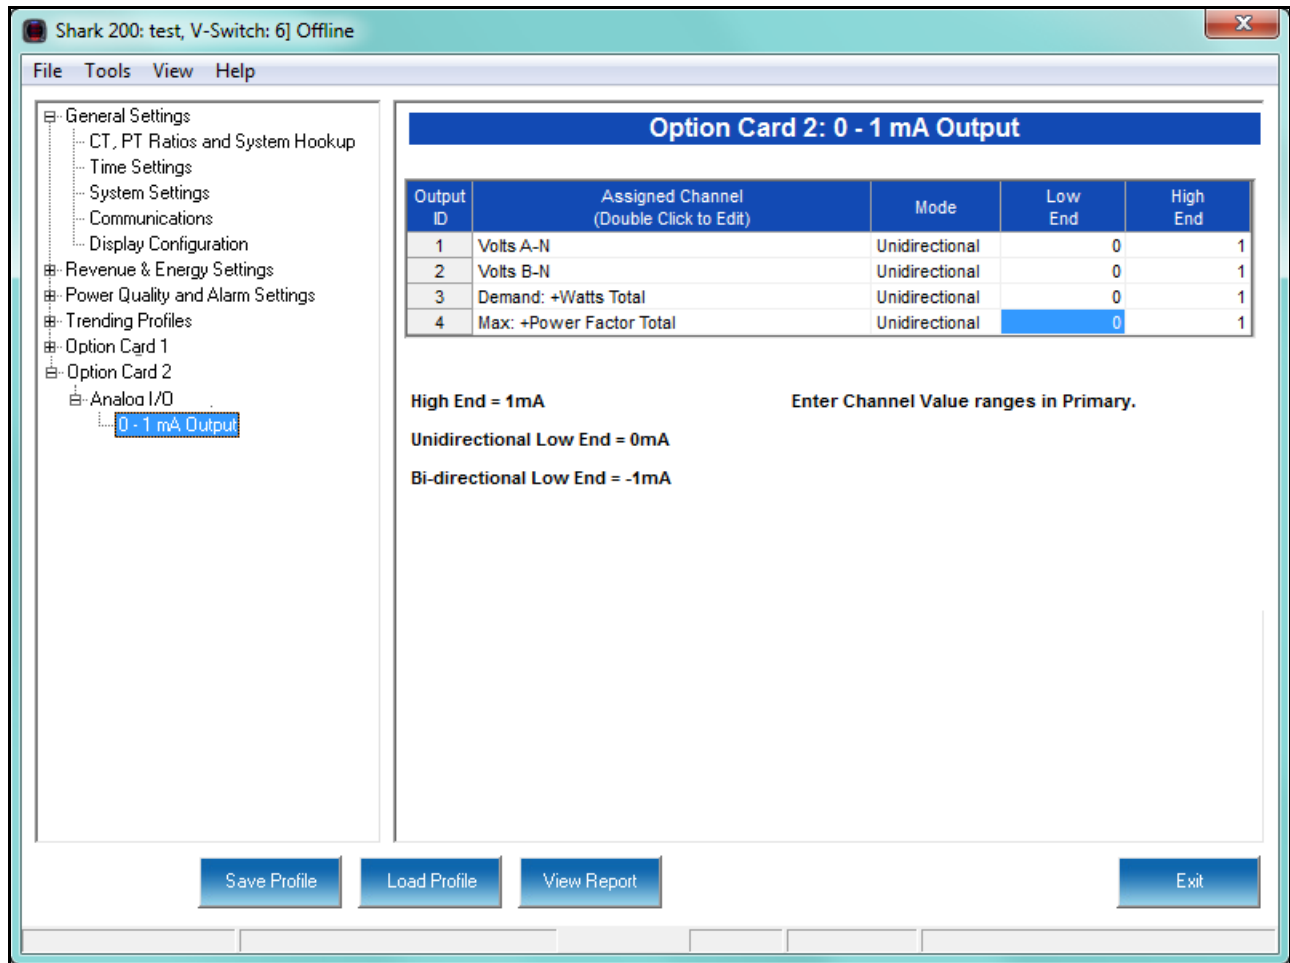 Shark 200: test, V-Switch: 6] Offline
X
File Tools View Help
General Settings
CT, PT Ratios and System Hookup
Time Settings
System Settings
Communications
Display Configuration
Revenue & Energy Settings
Power Quality and Alarm Settings
Trending Profiles
Option Card 1
Option Card 2
Analog I/O
0 - 1 mA Output
Option Card 2: 0 - 1 mA Output
Output ID Assigned Channel (Double Click to Edit) Mode Low End High End
1 Volts A-N Unidirectional 0 1
2 Volts B-N Unidirectional 0 1
3 Demand: +Watts Total Unidirectional 0 1
4 Max: +Power Factor Total Unidirectional 0 1
High End = 1mA Enter Channel Value ranges in Primary.
Unidirectional Low End = 0mA
Bi-directional Low End = -1mA
Save Profile Load Profile View Report Exit